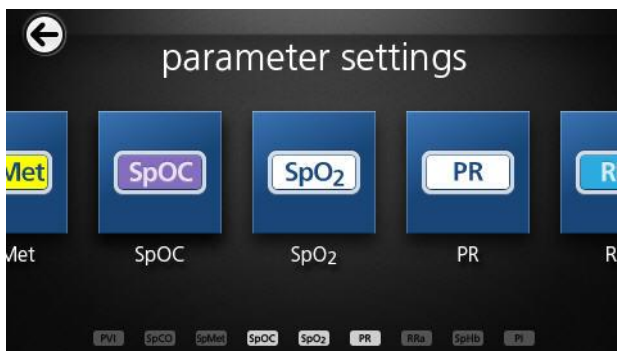 parameter settings
Met SpOC SpO2 PR R
Met SpOC SpO2 PR R
PVI SpCO SpMet SpOC SpO2 PR RRa SpHb PI